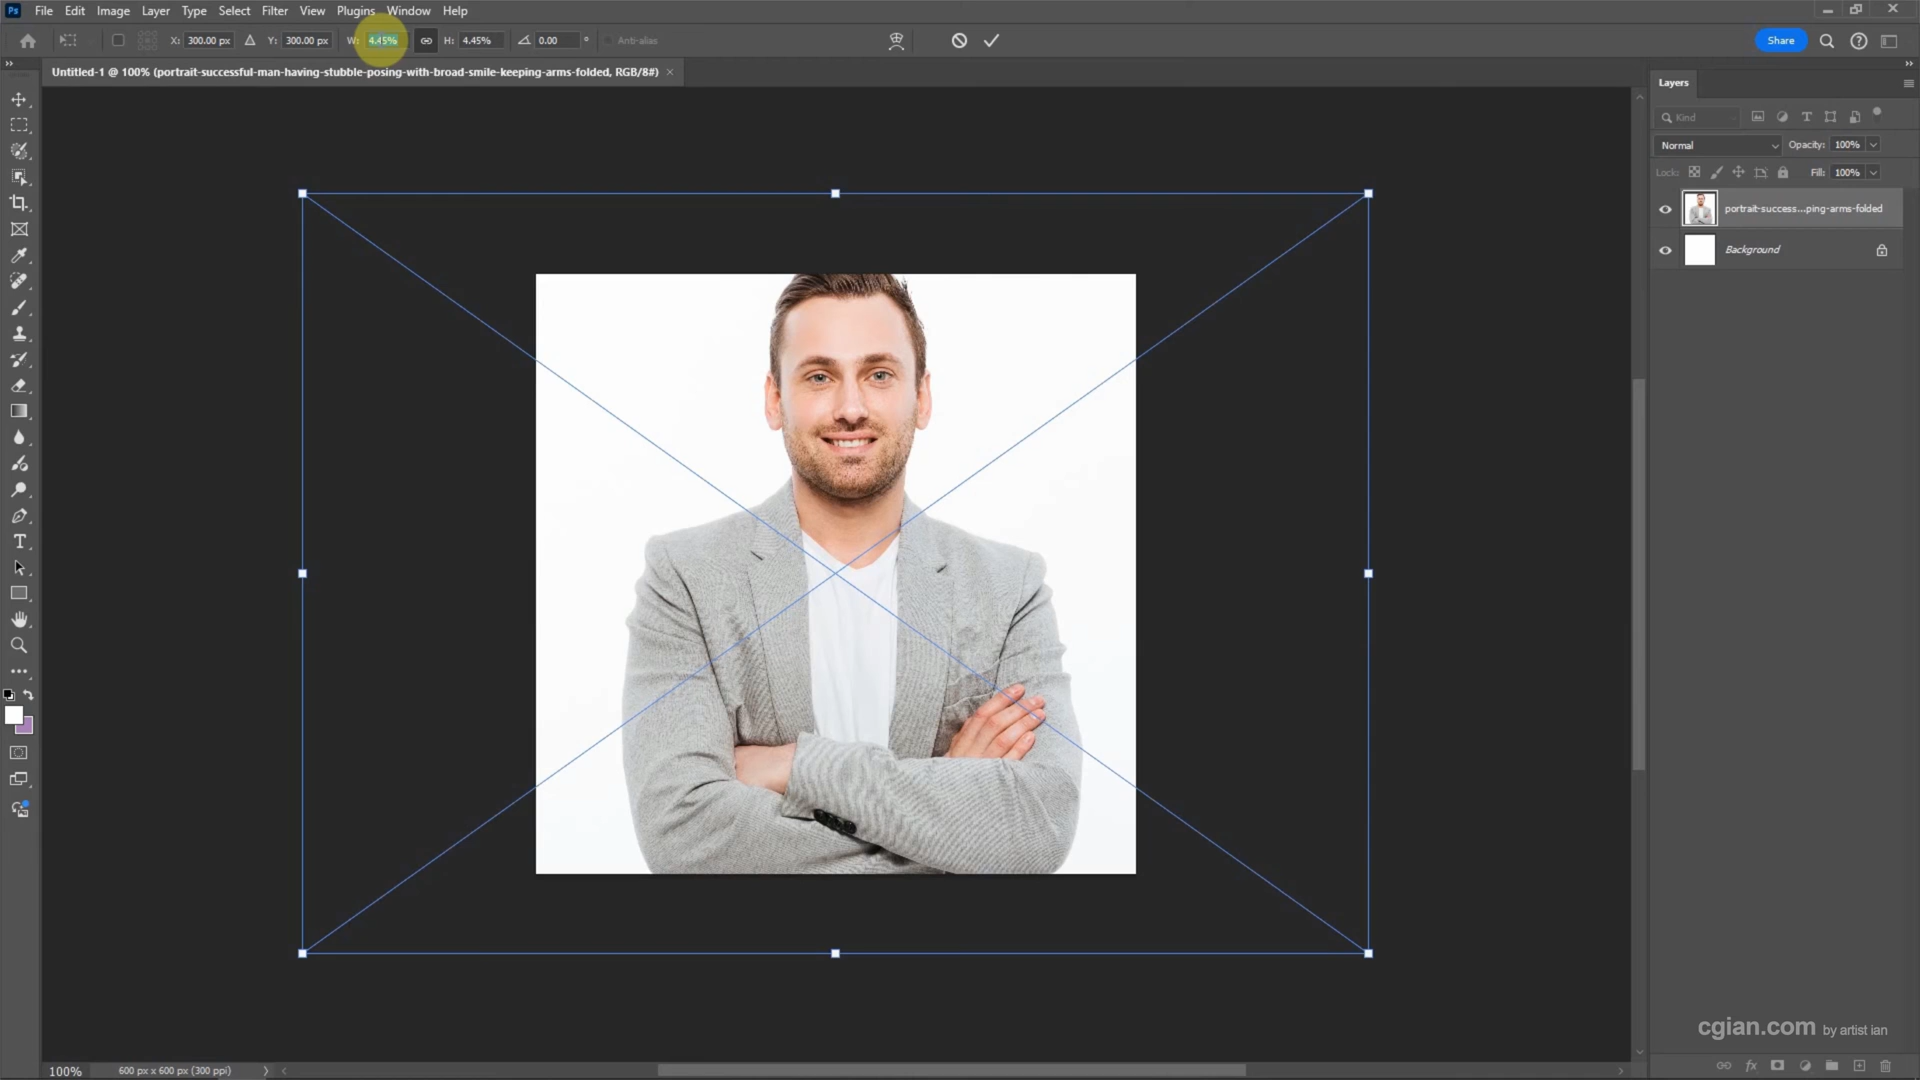 Ps File Edit Image Layer Type Select Filter View Plugins Window Help
X: 300.00 px Y: 300.00 px W: 4.45% H: 4.45% 0.00 ° Anti-alias Share
Untitled-1 @ 100% (portrait-successful-man-having-stubble-posing-with-broad-smile-keeping-arms-folded, RGB/8#) ×
Layers
Kind
Normal Opacity: 100%
Lock: Fill: 100%
portrait-success...ping-arms-folded
Background
cgian.com by artist ian
100% 600 px x 600 px (300 ppi)